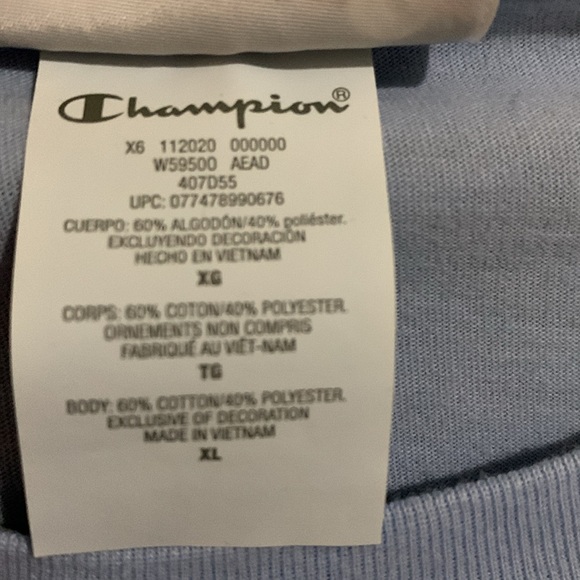 Champion®
X6 112020 000000
W59500 AEAD
407D55
UPC: 077478990676
CUERPO: 60% ALGODÓN/40% poliéster.
EXCLUYENDO DECORACIÓN
HECHO EN VIETNAM
XG
CORPS: 60% COTON/40% POLYESTER.
ORNEMENTS NON COMPRIS
FABRIQUÉ AU VIÊT-NAM
TG
BODY: 60% COTTON/40% POLYESTER.
EXCLUSIVE OF DECORATION
MADE IN VIETNAM
XL